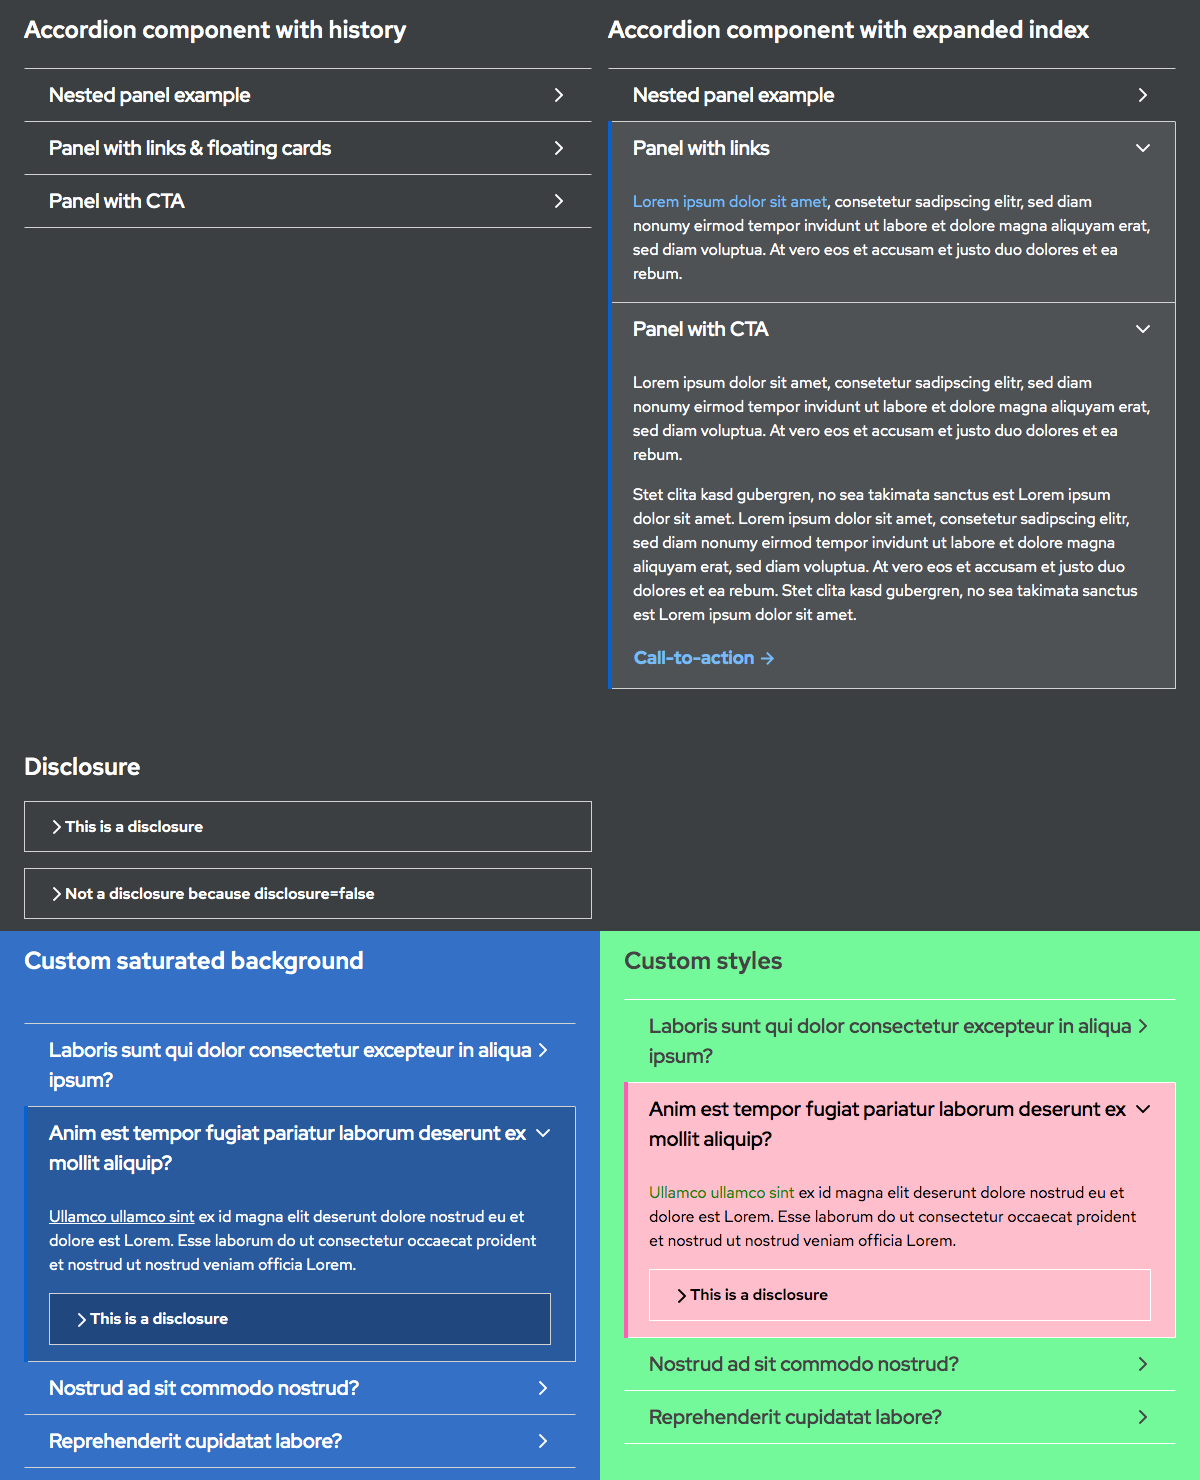 Accordion component with history
Nested panel example
Panel with links & floating cards
Panel with CTA
Accordion component with expanded index
Nested panel example
Panel with links
Lorem ipsum dolor sit amet, consetetur sadipscing elitr, sed diam
nonumy eirmod tempor invidunt ut labore et dolore magna aliquyam erat,
sed diam voluptua. At vero eos et accusam et justo duo dolores et ea
rebum.
Panel with CTA
Lorem ipsum dolor sit amet, consetetur sadipscing elitr, sed diam
nonumy eirmod tempor invidunt ut labore et dolore magna aliquyam erat,
sed diam voluptua. At vero eos et accusam et justo duo dolores et ea
rebum.
Stet clita kasd gubergren, no sea takimata sanctus est Lorem ipsum
dolor sit amet. Lorem ipsum dolor sit amet, consetetur sadipscing elitr,
sed diam nonumy eirmod tempor invidunt ut labore et dolore magna
aliquyam erat, sed diam voluptua. At vero eos et accusam et justo duo
dolores et ea rebum. Stet clita kasd gubergren, no sea takimata sanctus
est Lorem ipsum dolor sit amet.
Call-to-action →
Disclosure
This is a disclosure
Not a disclosure because disclosure=false
Custom saturated background
Laboris sunt qui dolor consectetur excepteur in aliqua
ipsum?
Anim est tempor fugiat pariatur laborum deserunt ex
mollit aliquip?
Ullamco ullamco sint ex id magna elit deserunt dolore nostrud eu et
dolore est Lorem. Esse laborum do ut consectetur occaecat proident
et nostrud ut nostrud veniam officia Lorem.
This is a disclosure
Nostrud ad sit commodo nostrud?
Reprehenderit cupidatat labore?
Custom styles
Laboris sunt qui dolor consectetur excepteur in aliqua
ipsum?
Anim est tempor fugiat pariatur laborum deserunt ex
mollit aliquip?
Ullamco ullamco sint ex id magna elit deserunt dolore nostrud eu et
dolore est Lorem. Esse laborum do ut consectetur occaecat proident
et nostrud ut nostrud veniam officia Lorem.
This is a disclosure
Nostrud ad sit commodo nostrud?
Reprehenderit cupidatat labore?